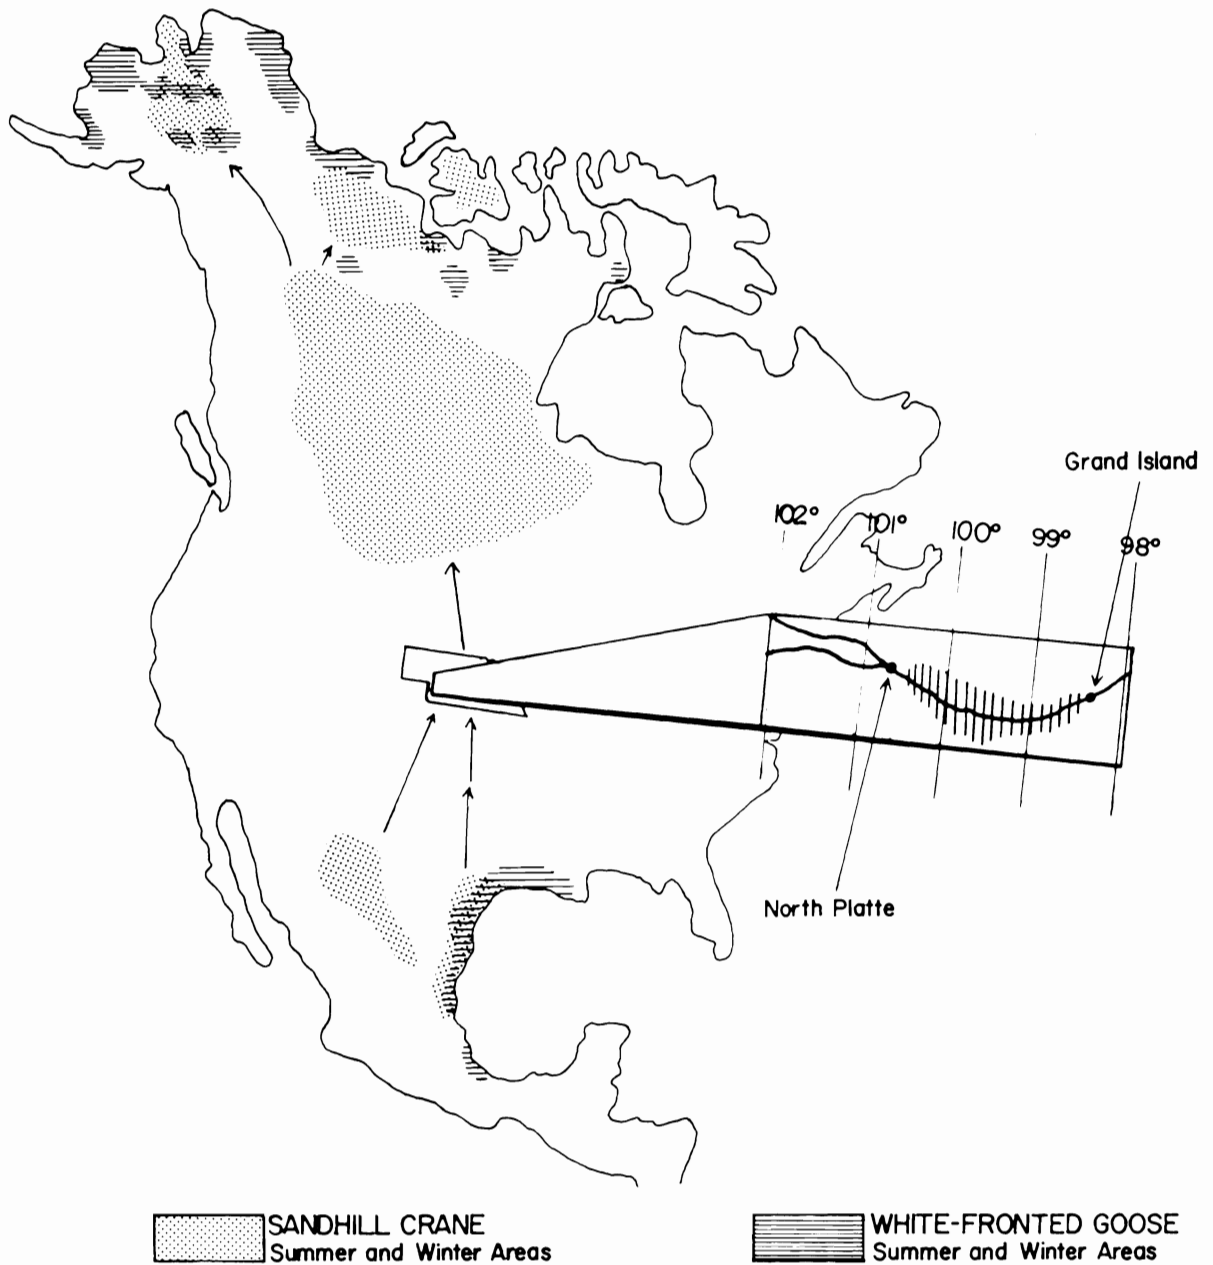 Grand Island
102°
101°
100°
99°
98°
North Platte
SANDHILL CRANE
Summer and Winter Areas
WHITE-FRONTED GOOSE
Summer and Winter Areas